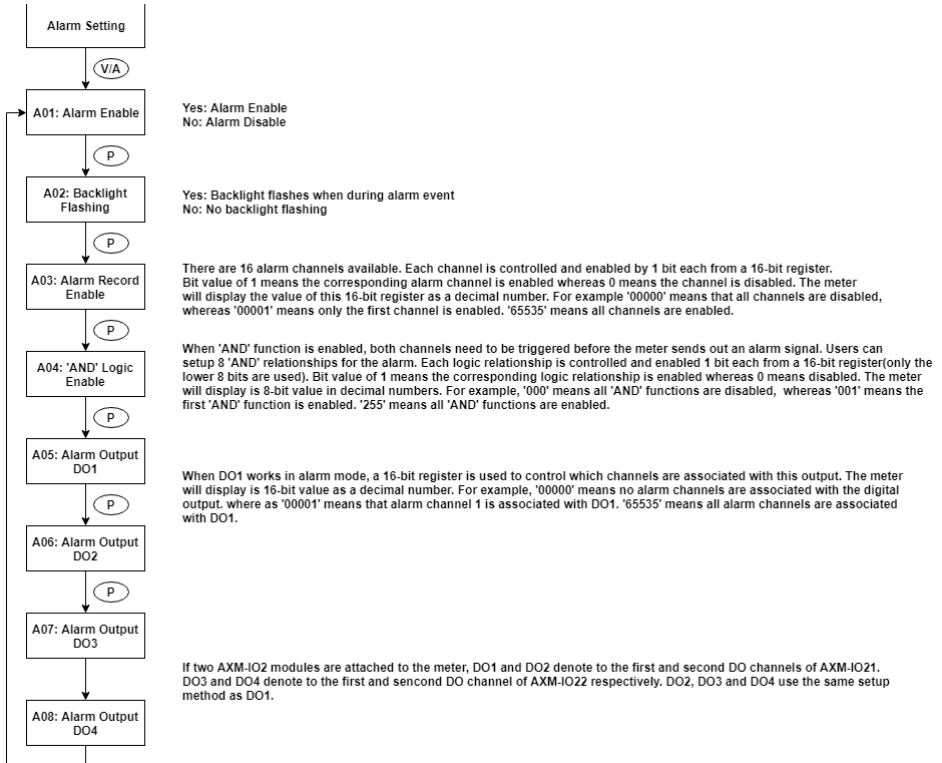 Alarm Setting
V/A
A01: Alarm Enable
Yes: Alarm Enable
No: Alarm Disable
P
A02: Backlight
Flashing
Yes: Backlight flashes when during alarm event
No: No backlight flashing
P
A03: Alarm Record
Enable
There are 16 alarm channels available. Each channel is controlled and enabled by 1 bit each from a 16-bit register.
Bit value of 1 means the corresponding alarm channel is enabled whereas 0 means the channel is disabled. The meter
will display the value of this 16-bit register as a decimal number. For example '00000' means that all channels are disabled,
whereas '00001' means only the first channel is enabled. '65535' means all channels are enabled.
P
A04: 'AND' Logic
Enable
When 'AND' function is enabled, both channels need to be triggered before the meter sends out an alarm signal. Users can
setup 8 'AND' relationships for the alarm. Each logic relationship is controlled and enabled 1 bit each from a 16-bit register(only the
lower 8 bits are used). Bit value of 1 means the corresponding logic relationship is enabled whereas 0 means disabled. The meter
will display is 8-bit value in decimal numbers. For example, '000' means all 'AND' functions are disabled, whereas '001' means the
first 'AND' function is enabled. '255' means all 'AND' functions are enabled.
P
A05: Alarm Output
DO1
When DO1 works in alarm mode, a 16-bit register is used to control which channels are associated with this output. The meter
will display is 16-bit value as a decimal number. For example, '00000' means no alarm channels are associated with the digital
output. where as '00001' means that alarm channel 1 is associated with DO1. '65535' means all alarm channels are associated
with DO1.
P
A06: Alarm Output
DO2
P
A07: Alarm Output
DO3
If two AXM-IO2 modules are attached to the meter, DO1 and DO2 denote to the first and second DO channels of AXM-IO21.
DO3 and DO4 denote to the first and sencond DO channel of AXM-IO22 respectively. DO2, DO3 and DO4 use the same setup
method as DO1.
A08: Alarm Output
DO4